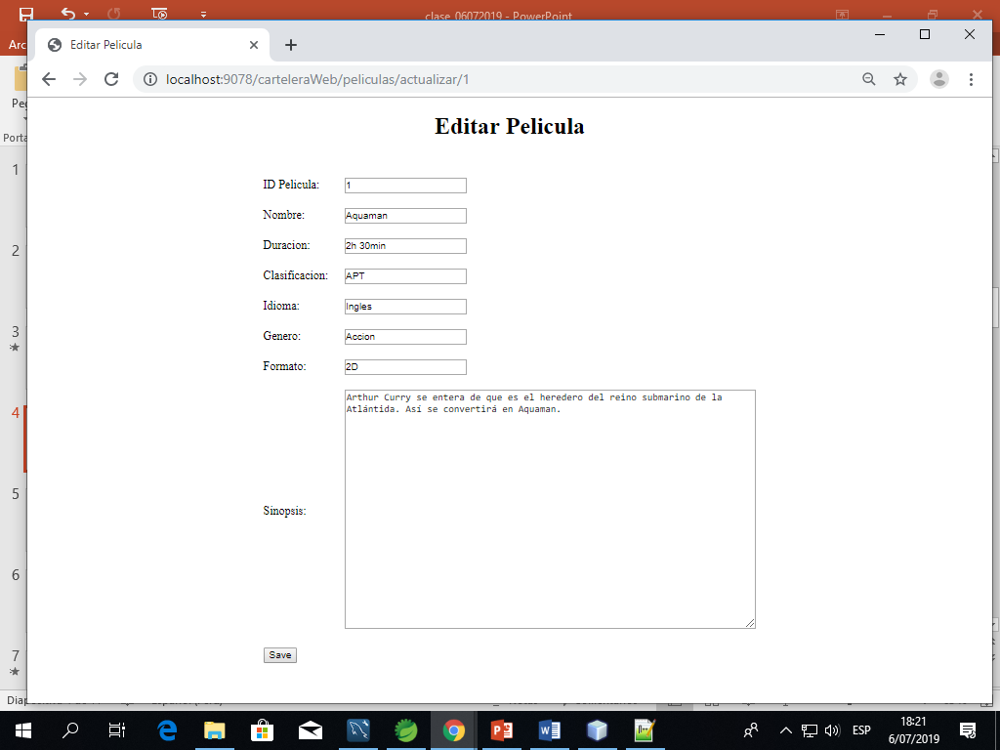 clase_06072019 - PowerPoint
Editar Pelicula
localhost:9078/carteleraWeb/peliculas/actualizar/1
Editar Pelicula
ID Pelicula: 1
Nombre: Aquaman
Duracion: 2h 30min
Clasificacion: APT
Idioma: Ingles
Genero: Accion
Formato: 2D
Arthur Curry se entera de que es el heredero del reino submarino de la
Atlántida. Así se convertirá en Aquaman.
Sinopsis:
Save
1
2
3
4
5
6
7
ESP
18:21
6/07/2019